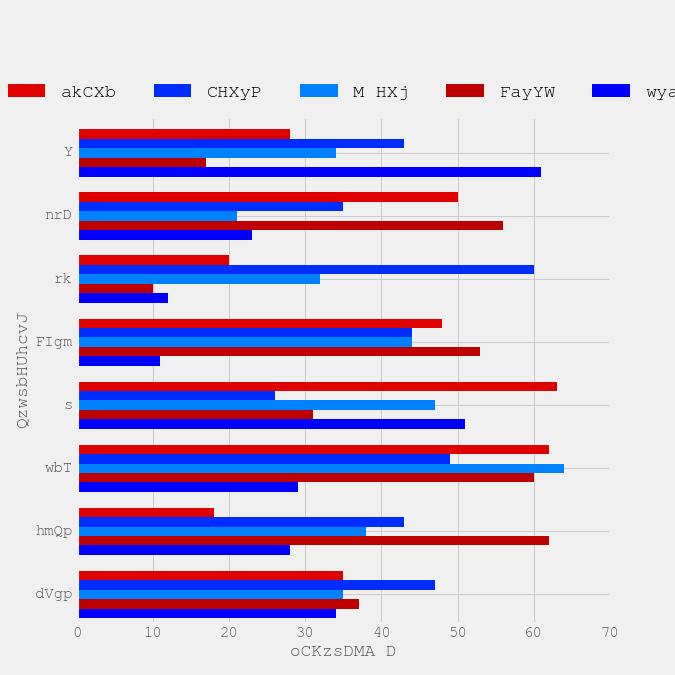 akCXb CHXyP M HXj FayYW
Y
nrD
rk
FIgm
s
wbT
hmQp
dVgp
QzwsbHUhcvJ
0 10 20 30 40 50 60 70
oCKzsDMA D